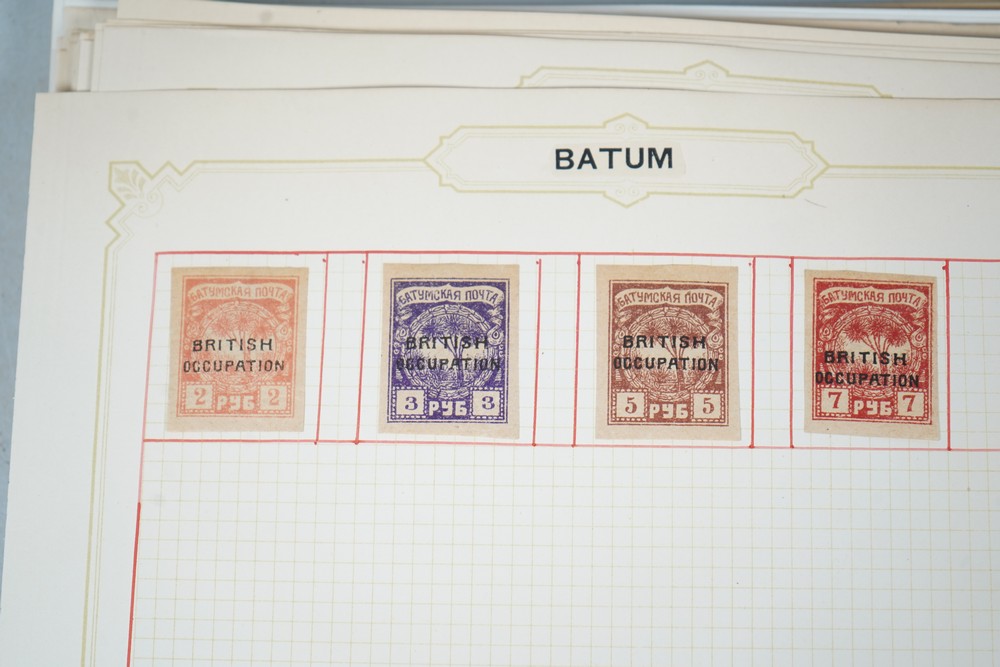 BATUM
БАТУМСКАЯ ПОЧТА
BRITISH
OCCUPATION
2 РУБ 2
БАТУМСКАЯ ПОЧТА
BRITISH
OCCUPATION
3 РУБ 3
БАТУМСКАЯ ПОЧТА
BRITISH
OCCUPATION
5 РУБ 5
БАТУМСКАЯ ПОЧТА
BRITISH
OCCUPATION
7 РУБ 7